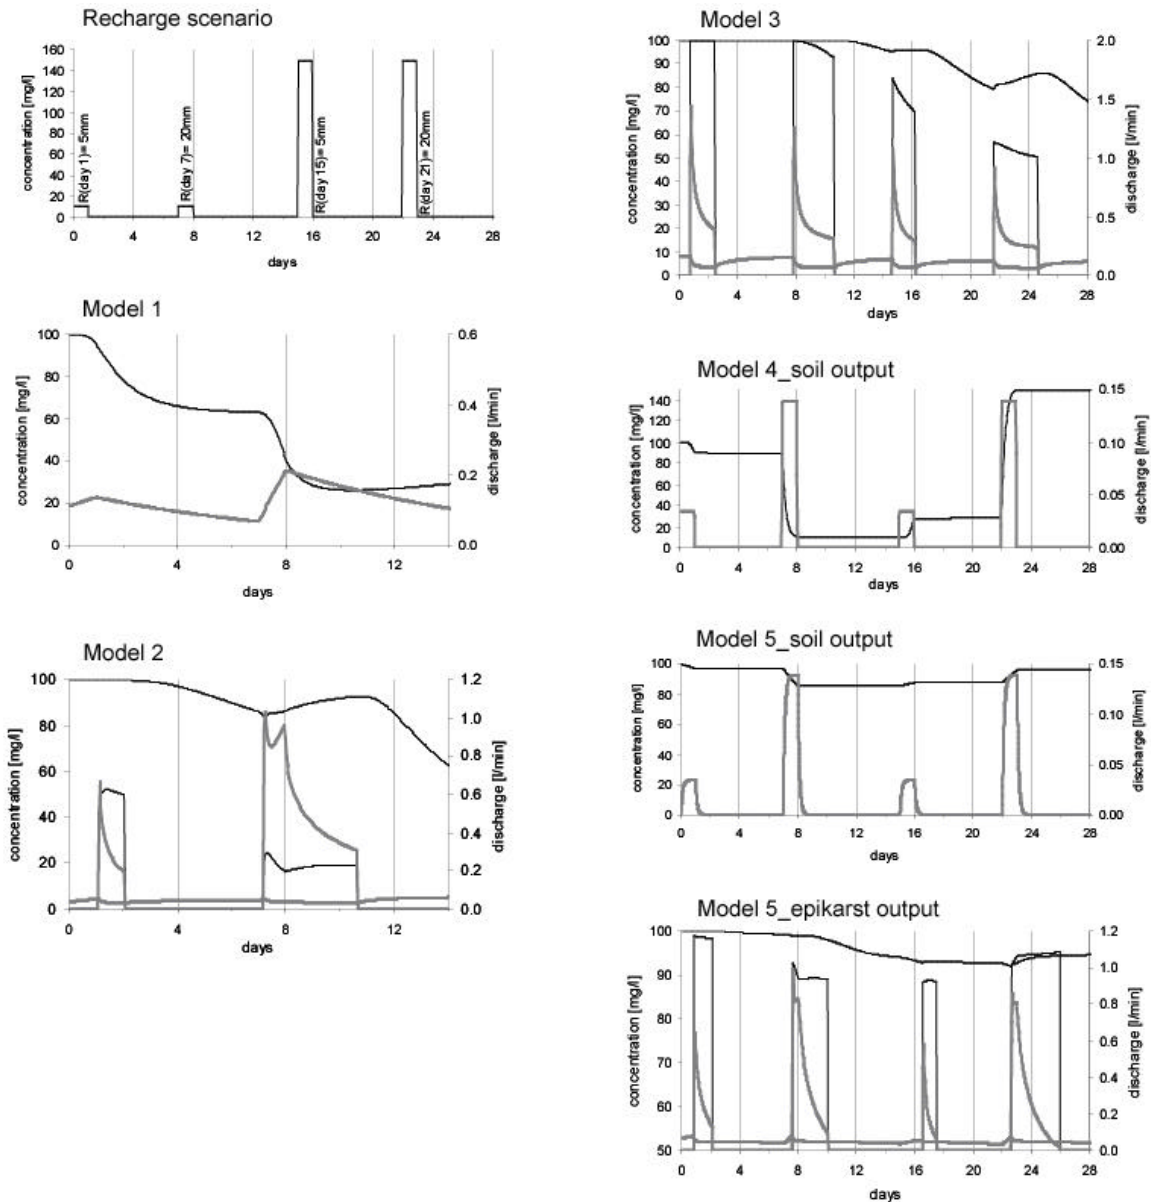 Recharge scenario
concentration [mg/l]
160
140
120
100
80
60
40
20
0
R(day 1)= 5mm
R(day 7)= 20mm
R(day 15)= 5mm
R(day 21)= 20mm
0 4 8 12 16 20 24 28
days
Model 1
concentration [mg/l]
100
80
60
40
20
0
0.6
0.4
0.2
0.0
discharge [l/min]
0 4 8 12
days
Model 2
concentration [mg/l]
100
80
60
40
20
0
1.2
1.0
0.8
0.6
0.4
0.2
0.0
discharge [l/min]
0 4 8 12
days
Model 3
concentration [mg/l]
100
90
80
70
60
50
40
30
20
10
0
2.0
1.5
1.0
0.5
0.0
discharge [l/min]
0 4 8 12 16 20 24 28
days
Model 4_soil output
concentration [mg/l]
140
120
100
80
60
40
20
0
0.15
0.10
0.05
0.00
discharge [l/min]
0 4 8 12 16 20 24 28
days
Model 5_soil output
concentration [mg/l]
100
80
60
40
20
0
0.15
0.10
0.05
0.00
discharge [l/min]
0 4 8 12 16 20 24 28
days
Model 5_epikarst output
concentration [mg/l]
100
90
80
70
60
50
1.2
1.0
0.8
0.6
0.4
0.2
0.0
discharge [l/min]
0 4 8 12 16 20 24 28
days